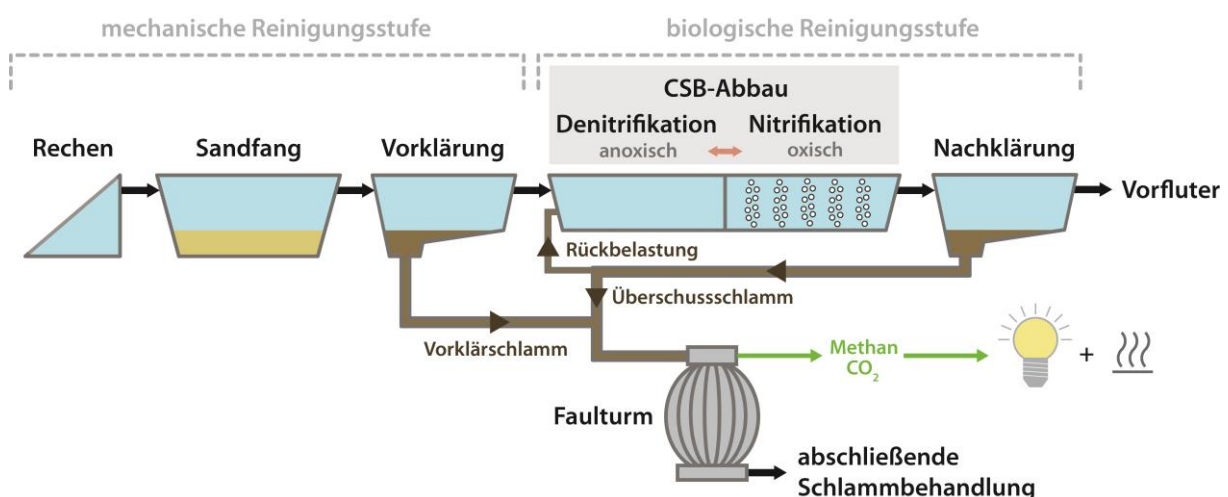 mechanische Reinigungsstufe
biologische Reinigungsstufe
CSB-Abbau
Denitrifikation
anoxisch
Nitrifikation
oxisch
Rechen
Sandfang
Vorklärung
Nachklärung
Vorfluter
Rückbelastung
Überschussschlamm
Vorklärschlamm
Methan
CO₂
+
Faulturm
abschließende
Schlammbehandlung